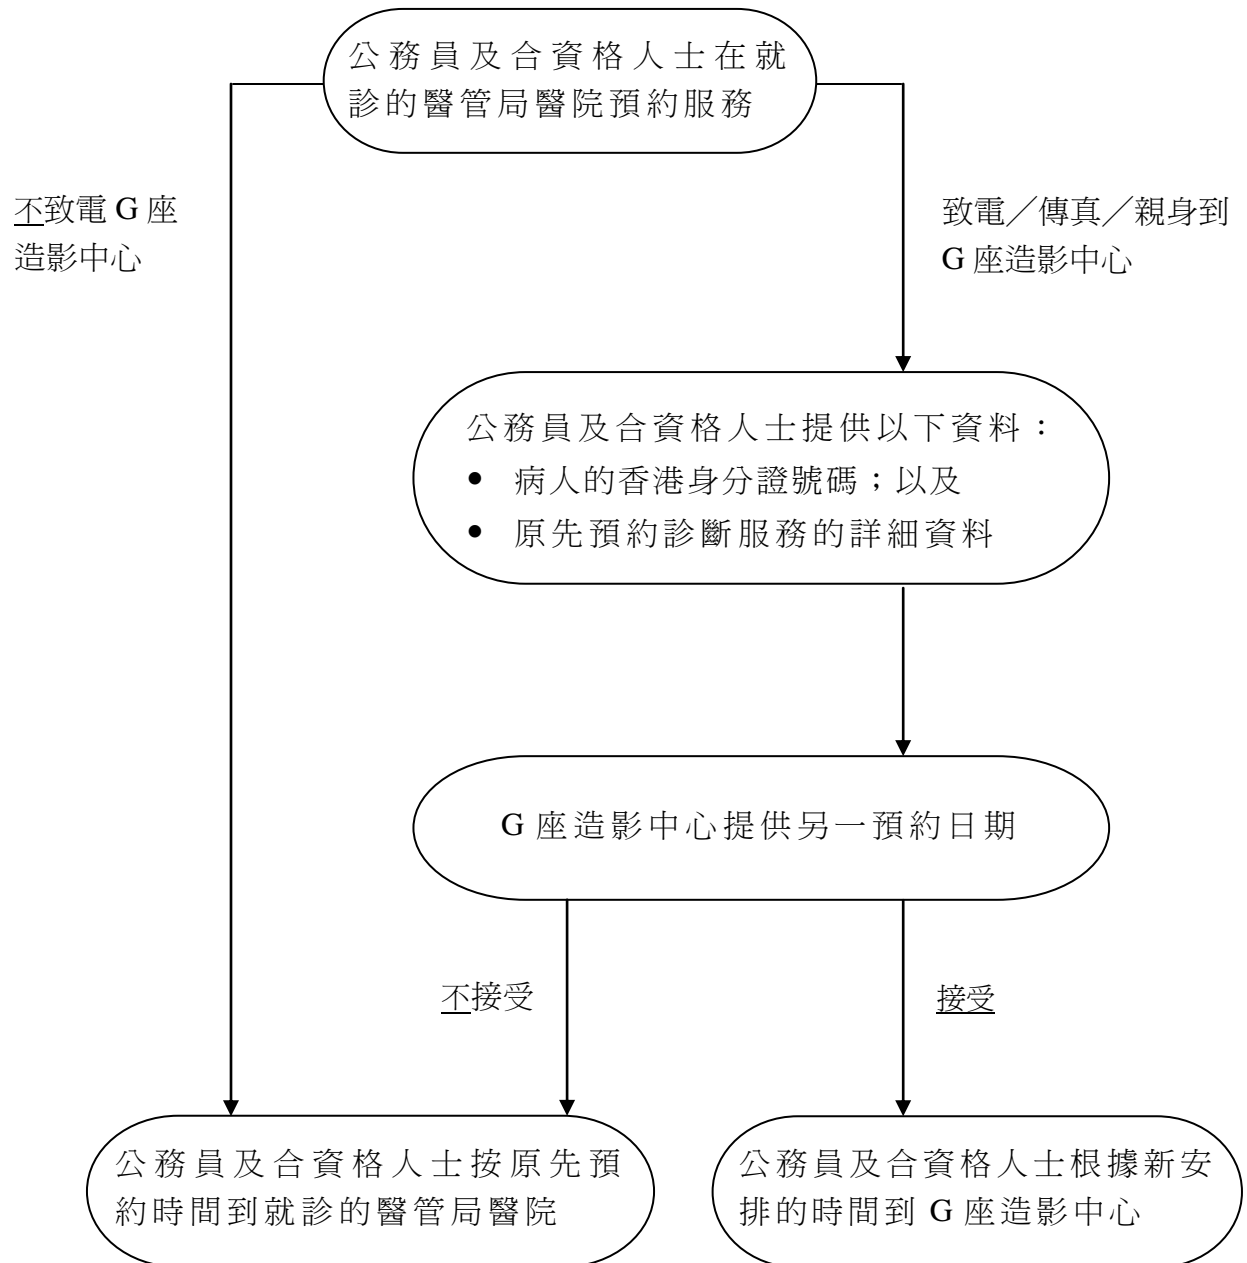 公務員及合資格人士在就
診的醫管局醫院預約服務
不致電 G 座
造影中心
致電／傳真／親身到
G 座造影中心
公務員及合資格人士提供以下資料：
• 病人的香港身分證號碼；以及
• 原先預約診斷服務的詳細資料
G 座造影中心提供另一預約日期
不接受
接受
公務員及合資格人士按原先預
約時間到就診的醫管局醫院
公務員及合資格人士根據新安
排的時間到 G 座造影中心